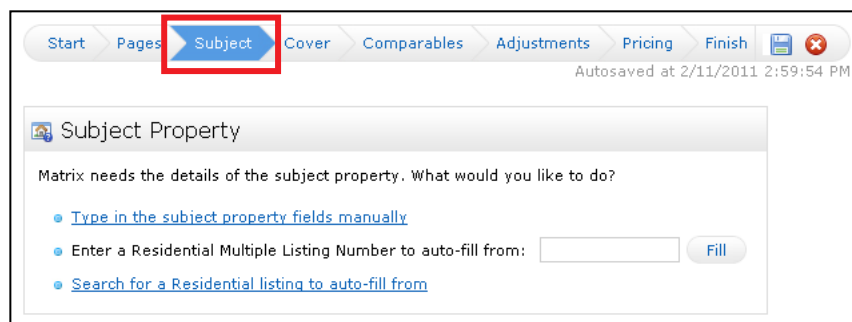 Start Pages Subject Cover Comparables Adjustments Pricing Finish
Autosaved at 2/11/2011 2:59:54 PM
Subject Property
Matrix needs the details of the subject property. What would you like to do?
Type in the subject property fields manually
Enter a Residential Multiple Listing Number to auto-fill from: Fill
Search for a Residential listing to auto-fill from